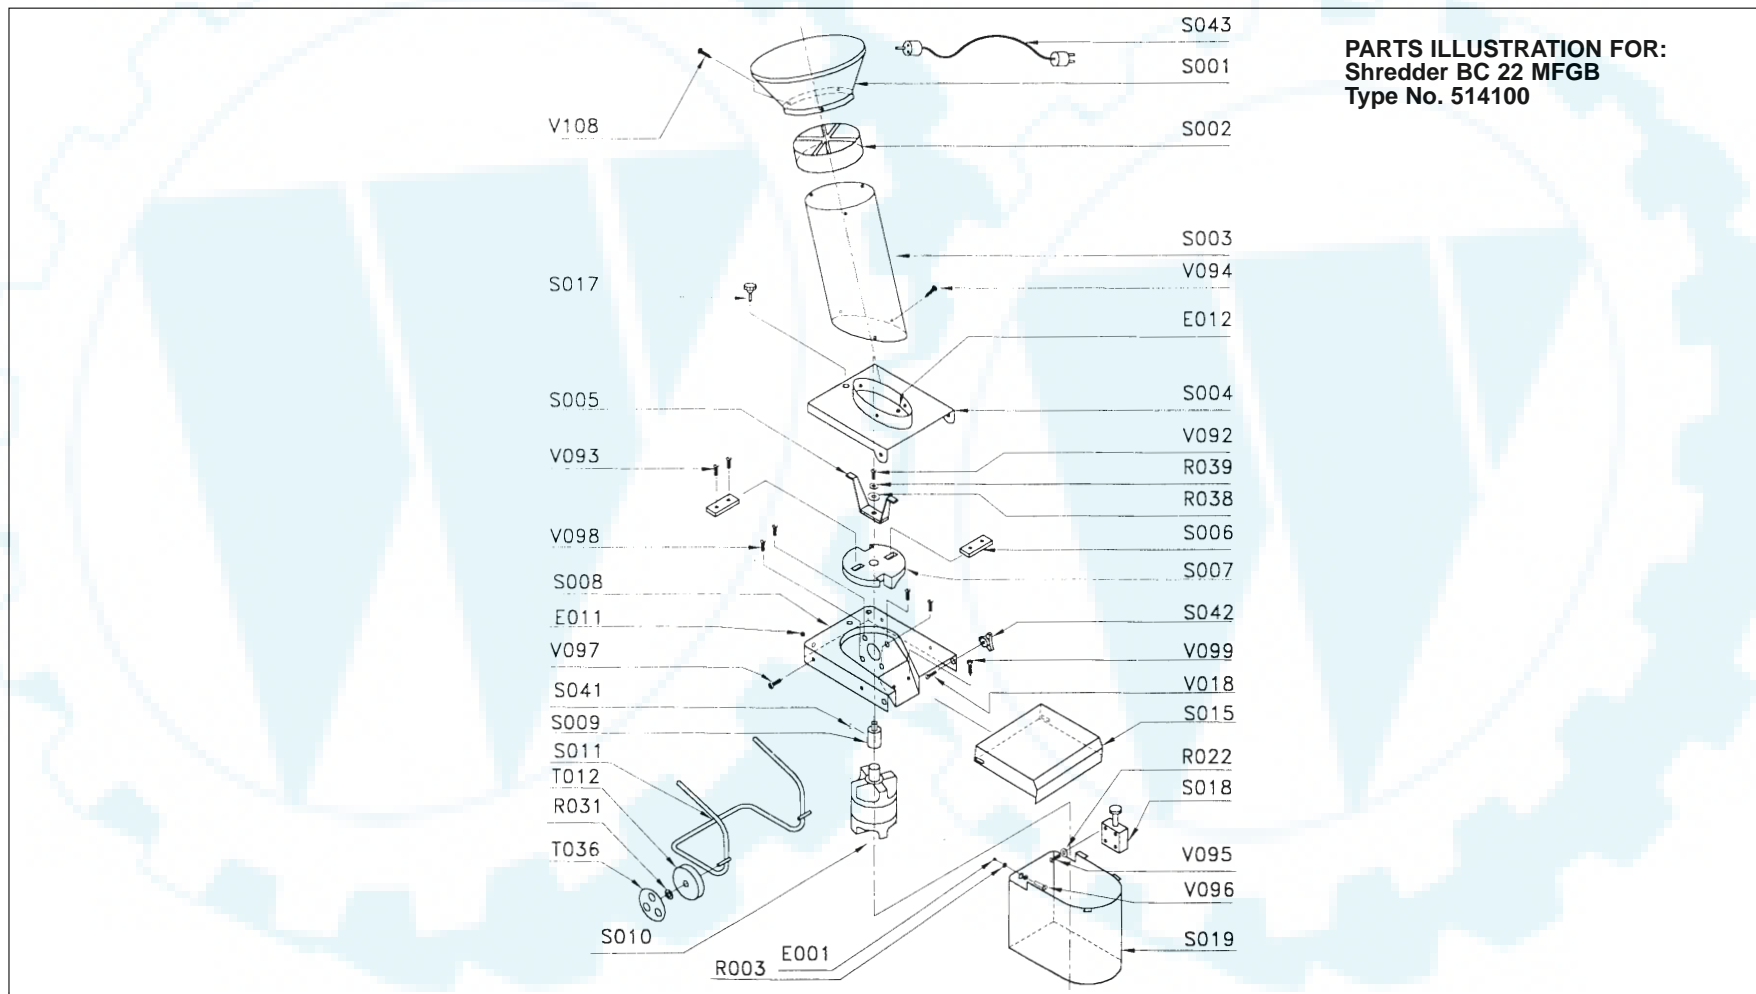 PARTS ILLUSTRATION FOR:
Shredder BC 22 MFGB
Type No. 514100
S043
S001
V108
S002
S003
V094
S017
E012
S004
S005
V092
V093
R039
R038
V098
S006
S007
S008
E011
S042
V097
V099
S041
V018
S009
S015
S011
R022
T012
S018
R031
T036
V095
V096
S010
E001
S019
R003